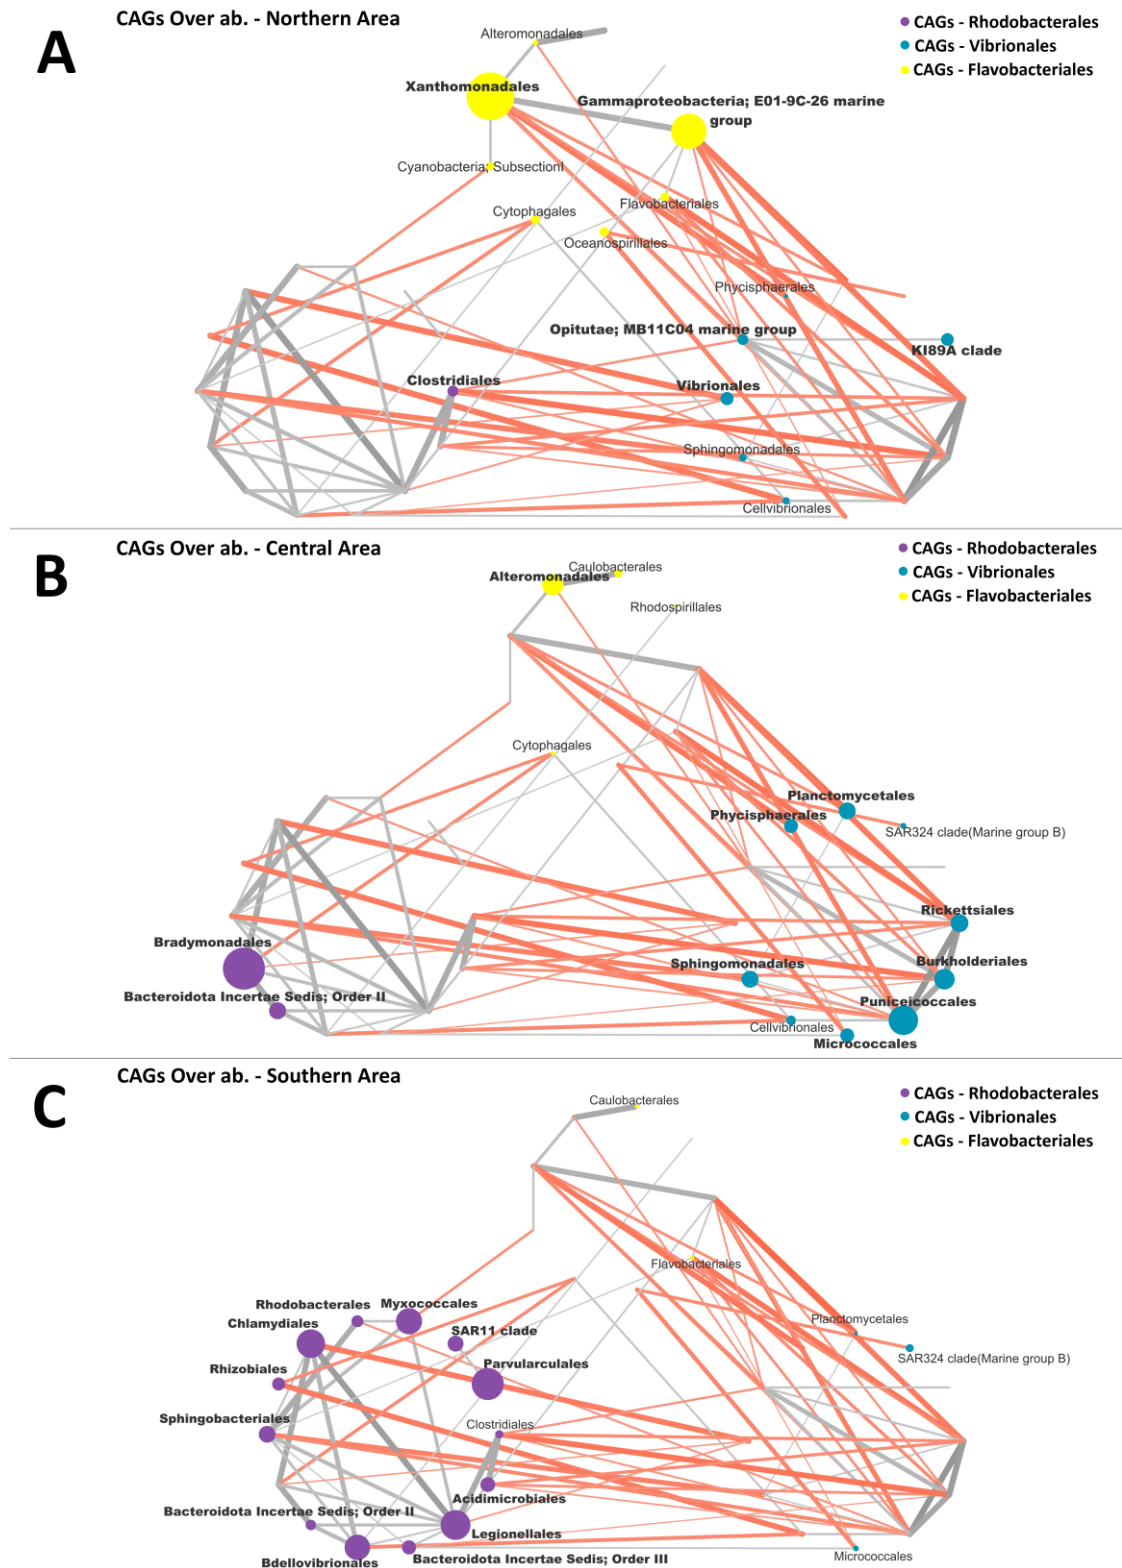 A
CAGs Over ab. - Northern Area
CAGs - Rhodobacterales
CAGs - Vibrionales
CAGs - Flavobacteriales
Alteromonadales
Xanthomonadales
Gammaproteobacteria; E01-9C-26 marine
group
Cyanobacteria; SubsectionI
Cytophagales
Flavobacteriales
Oceanospirillales
Phycisphaerales
Opitutae; MB11C04 marine group
KI89A clade
Clostridiales
Vibrionales
Sphingomonadales
Cellvibrionales
B
CAGs Over ab. - Central Area
CAGs - Rhodobacterales
CAGs - Vibrionales
CAGs - Flavobacteriales
Caulobacterales
Alteromonadales
Rhodospirillales
Cytophagales
Planctomycetales
Phycisphaerales
SAR324 clade(Marine group B)
Rickettsiales
Bradymonadales
Sphingomonadales
Burkholderiales
Bacteroidota Incertae Sedis; Order II
Puniceicoccales
Cellvibrionales
Micrococcales
C
CAGs Over ab. - Southern Area
CAGs - Rhodobacterales
CAGs - Vibrionales
CAGs - Flavobacteriales
Caulobacterales
Flavobacteriales
Rhodobacterales
Myxococcales
Chlamydiales
SAR11 clade
Planctomycetales
SAR324 clade(Marine group B)
Rhizobiales
Parvularculales
Sphingobacteriales
Clostridiales
Acidimicrobiales
Bacteroidota Incertae Sedis; Order II
Legionellales
Bdellovibrionales
Bacteroidota Incertae Sedis; Order III
Micrococcales